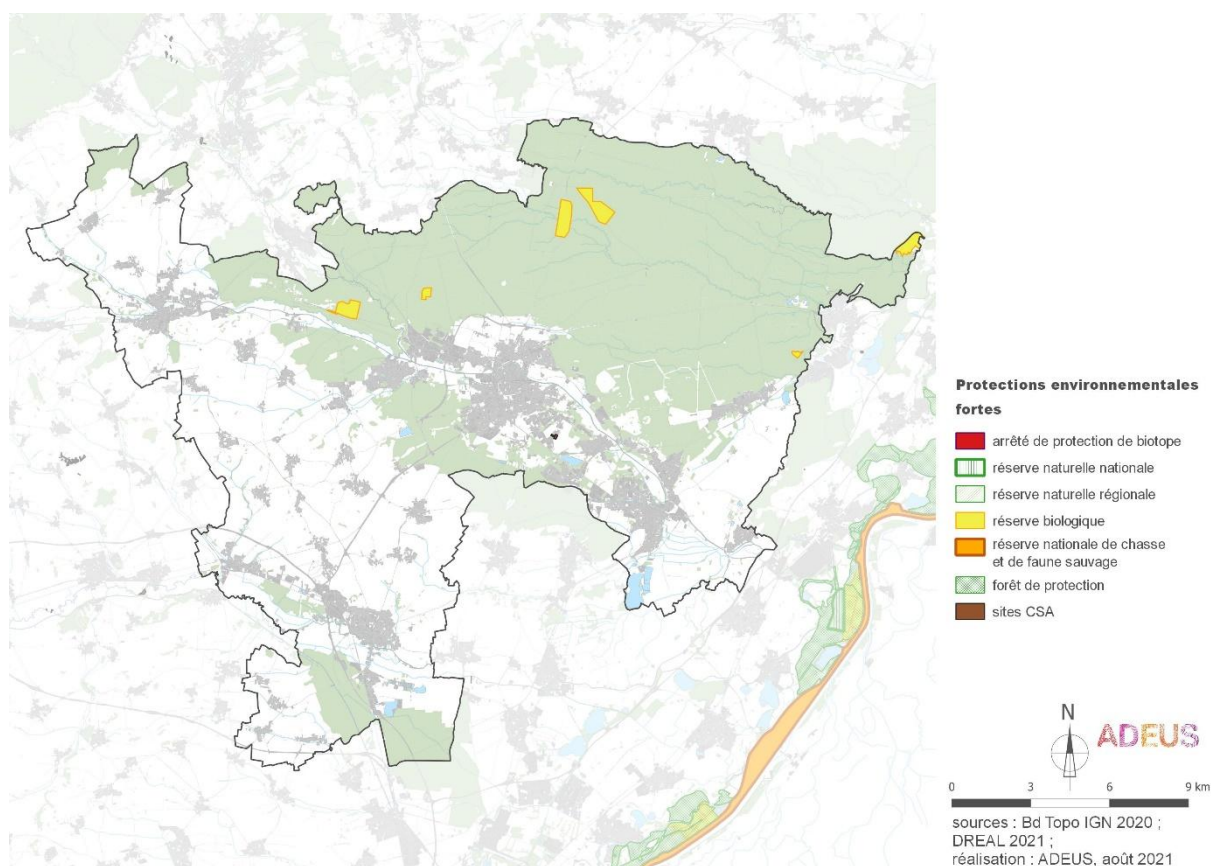 Protections environnementales
fortes
arrêté de protection de biotope
réserve naturelle nationale
réserve naturelle régionale
réserve biologique
réserve nationale de chasse
et de faune sauvage
forêt de protection
sites CSA
N
ADEUS
0 3 6 9 km
sources : Bd Topo IGN 2020 ;
DREAL 2021 ;
réalisation : ADEUS, août 2021